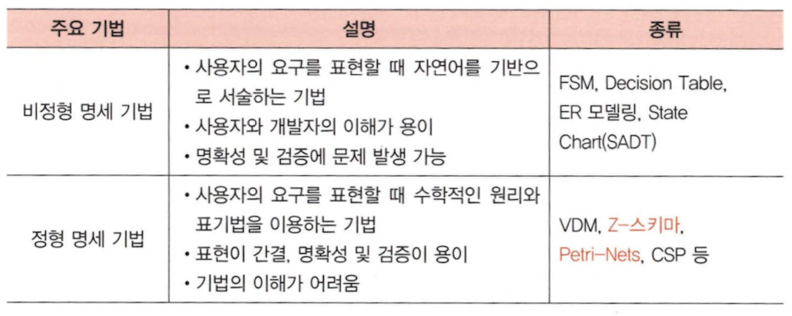 주요 기법 설명 종류
비정형 명세 기법
• 사용자의 요구를 표현할 때 자연어를 기반으
로 서술하는 기법
• 사용자와 개발자의 이해가 용이
• 명확성 및 검증에 문제 발생 가능
FSM, Decision Table,
ER 모델링, State
Chart(SADT)
정형 명세 기법
• 사용자의 요구를 표현할 때 수학적인 원리와
표기법을 이용하는 기법
• 표현이 간결, 명확성 및 검증이 용이
• 기법의 이해가 어려움
VDM, Z-스키마,
Petri-Nets, CSP 등